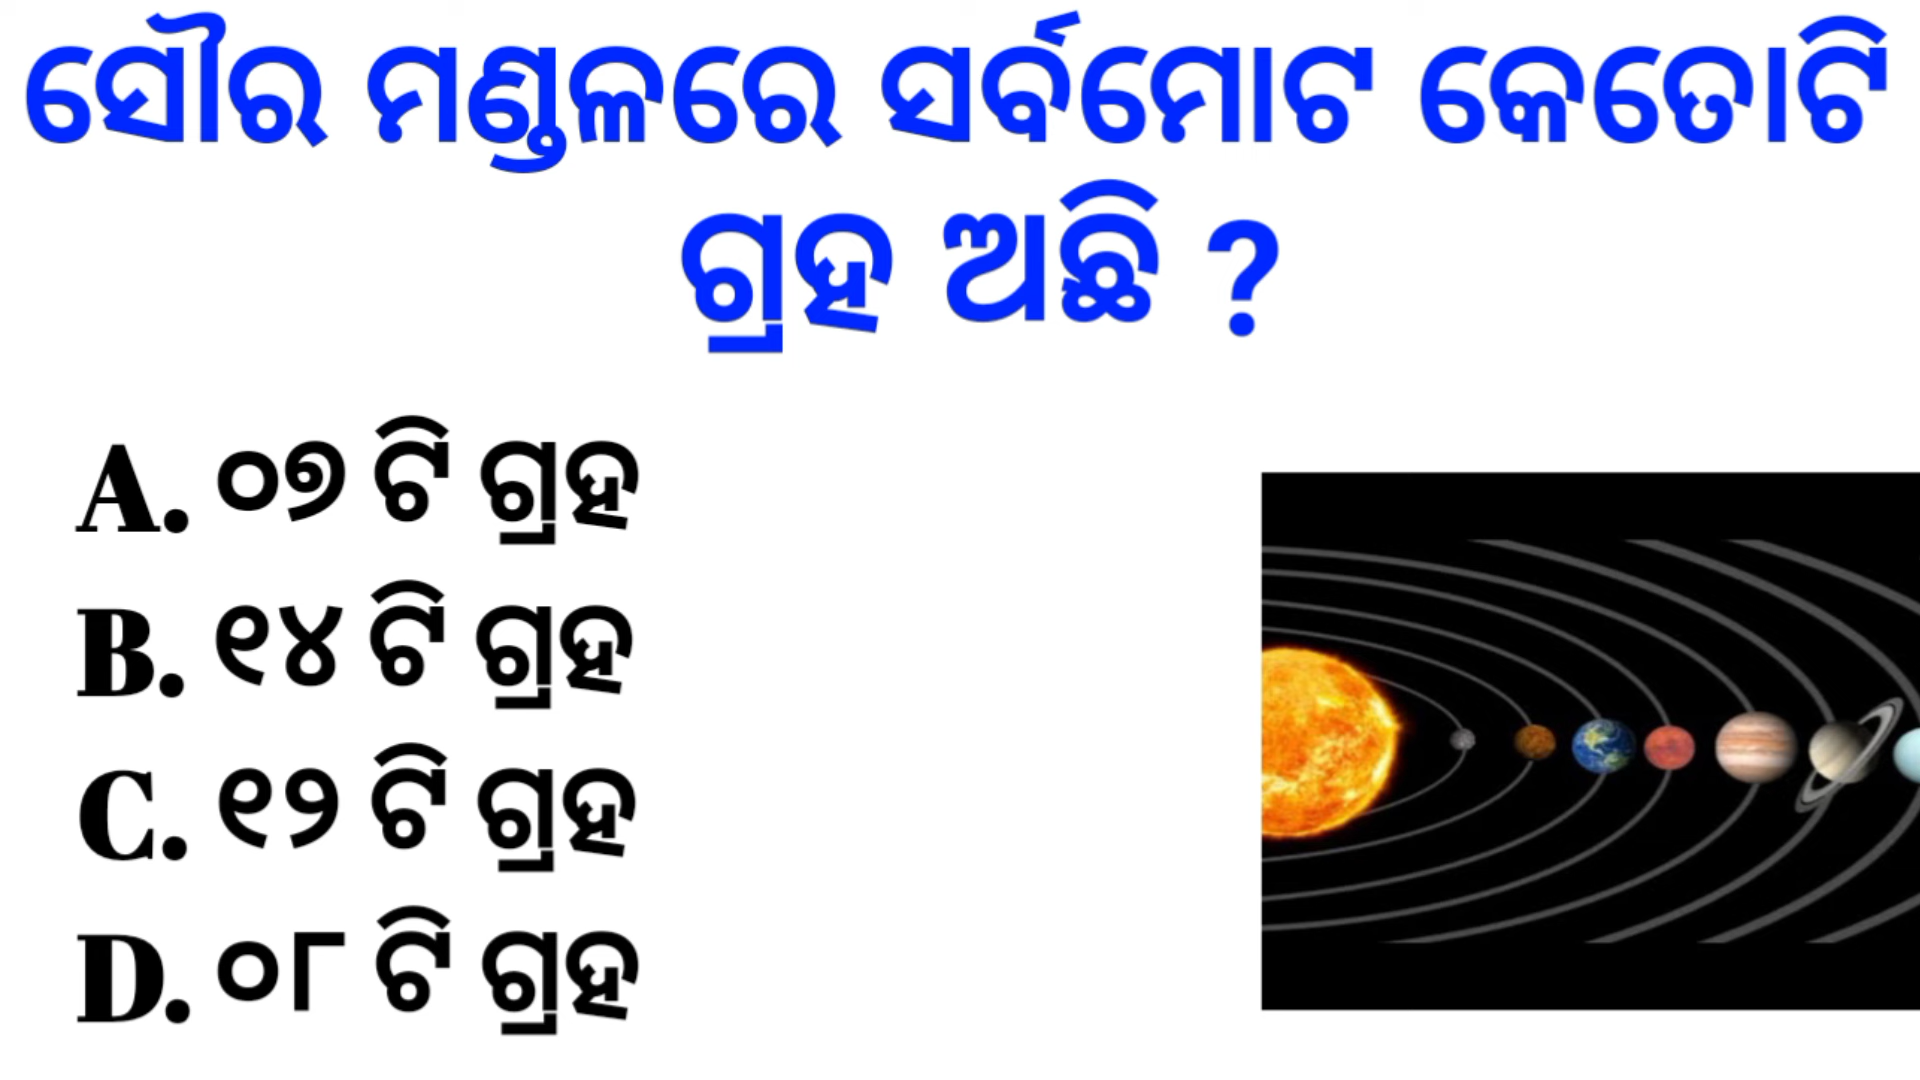 ସୌର ମଣ୍ଡଳରେ ସର୍ବମୋଟ କେତୋଟି
ଗ୍ରହ ଅଛି ?
A. ୦୭ ଟି ଗ୍ରହ
B. ୧୪ ଟି ଗ୍ରହ
C. ୧୨ ଟି ଗ୍ରହ
D. ୦୮ ଟି ଗ୍ରହ